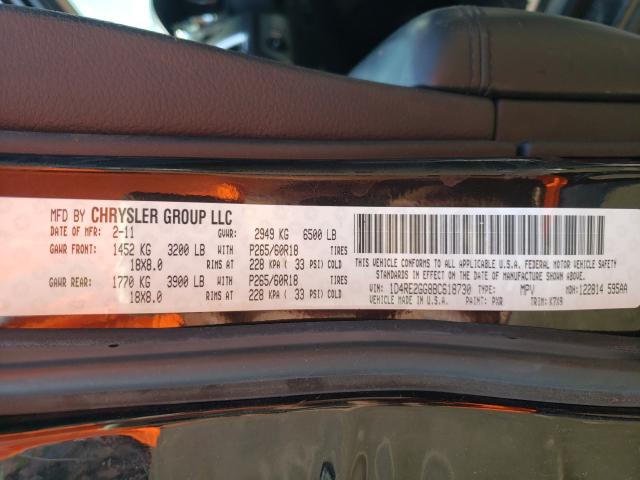 MFD BY CHRYSLER GROUP LLC
DATE OF MFR: 2-11 GVWR: 2949 KG 6500 LB
GAWR FRONT: 1452 KG 3200 LB WITH P265/60R18 TIRES
18X8.0 RIMS AT 228 KPA ( 33 PSI) COLD
GAWR REAR: 1770 KG 3900 LB WITH P265/60R18 TIRES
18X8.0 RIMS AT 228 KPA ( 33 PSI) COLD
THIS VEHICLE CONFORMS TO ALL APPLICABLE U.S.A. FEDERAL MOTOR VEHICLE SAFETY
STANDARDS IN EFFECT ON THE DATE OF MANUFACTURE SHOWN ABOVE.
VIN: 1D4RE2GG8BC618730 TYPE: MPV MDH: 122814 595AA
VEHICLE MADE IN U.S.A. PAINT: PXR TRIM: K7X9